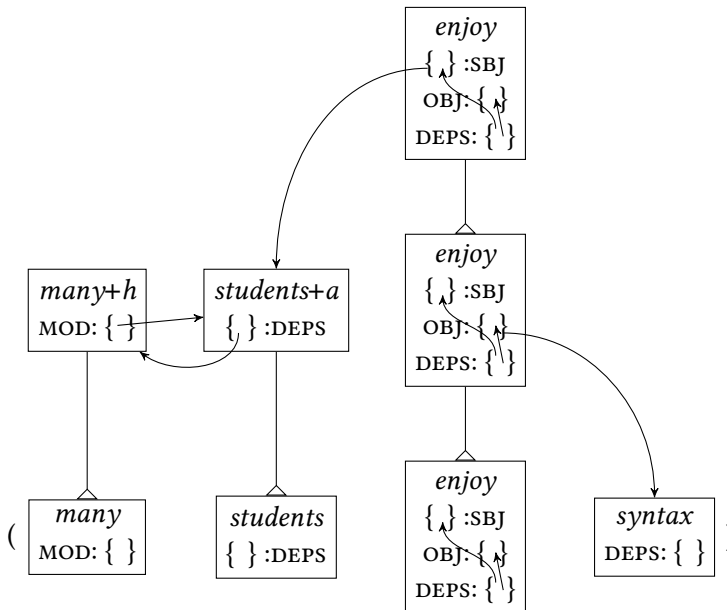 enjoy
{ } :SBJ
OBJ: { }
DEPS: { }
enjoy
{ } :SBJ
OBJ: { }
DEPS: { }
many+h
MOD: { }
students+a
{ } :DEPS
(
many
MOD: { }
students
{ } :DEPS
enjoy
{ } :SBJ
OBJ: { }
DEPS: { }
syntax
DEPS: { }